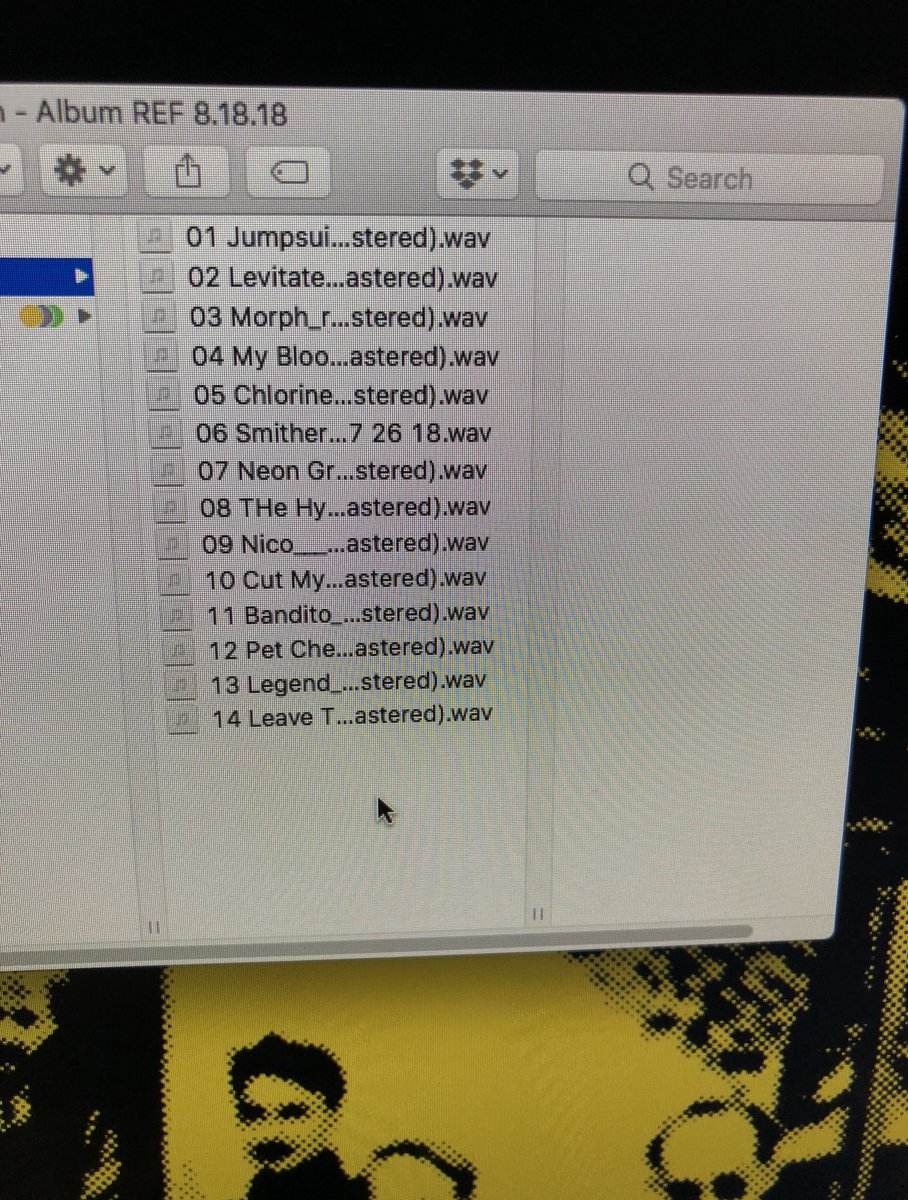 - Album REF 8.18.18
Search
01 Jumpsui...stered).wav
02 Levitate...astered).wav
03 Morph_r...stered).wav
04 My Bloo...astered).wav
05 Chlorine...stered).wav
06 Smither...7 26 18.wav
07 Neon Gr...stered).wav
08 THe Hy...astered).wav
09 Nico___...astered).wav
10 Cut My...astered).wav
11 Bandito_...stered).wav
12 Pet Che...astered).wav
13 Legend_...stered).wav
14 Leave T...astered).wav